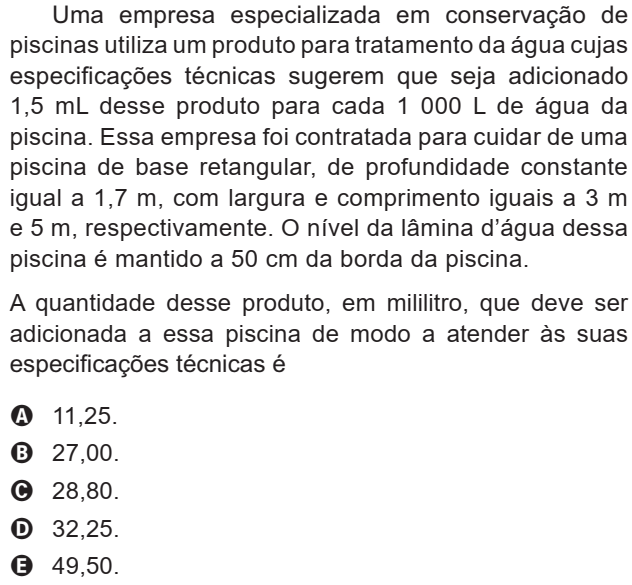 Uma empresa especializada em conservação de
piscinas utiliza um produto para tratamento da água cujas
especificações técnicas sugerem que seja adicionado
1,5 mL desse produto para cada 1 000 L de água da
piscina. Essa empresa foi contratada para cuidar de uma
piscina de base retangular, de profundidade constante
igual a 1,7 m, com largura e comprimento iguais a 3 m
e 5 m, respectivamente. O nível da lâmina d’água dessa
piscina é mantido a 50 cm da borda da piscina.
A quantidade desse produto, em mililitro, que deve ser
adicionada a essa piscina de modo a atender às suas
especificações técnicas é
A 11,25.
B 27,00.
C 28,80.
D 32,25.
E 49,50.